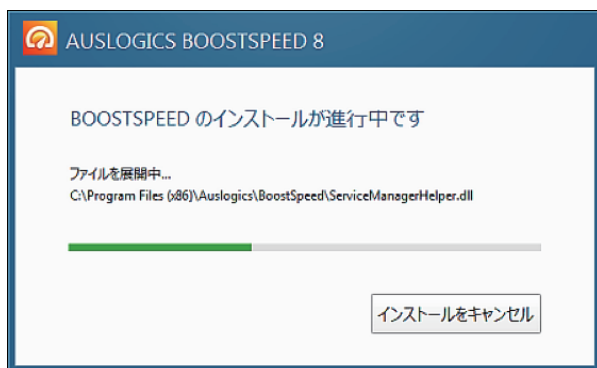 AUSLOGICS BOOSTSPEED 8
BOOSTSPEED のインストールが進行中です
ファイルを展開中...
C:\Program Files (x86)\Auslogics\BoostSpeed\ServiceManagerHelper.dll
インストールをキャンセル